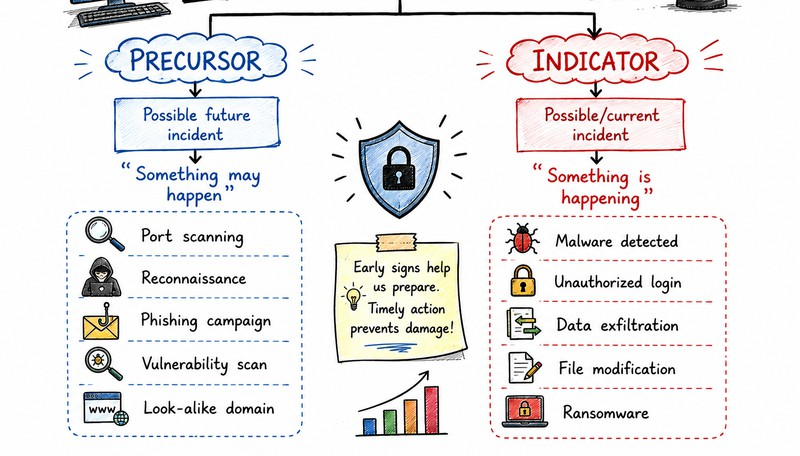 PRECURSOR
Possible future
incident
“Something may
happen”
Port scanning
Reconnaissance
Phishing campaign
Vulnerability scan
www
Look-alike domain
Early signs help
us prepare.
Timely action
prevents damage!
INDICATOR
Possible/current
incident
“Something is
happening”
Malware detected
Unauthorized login
Data exfiltration
File modification
Ransomware